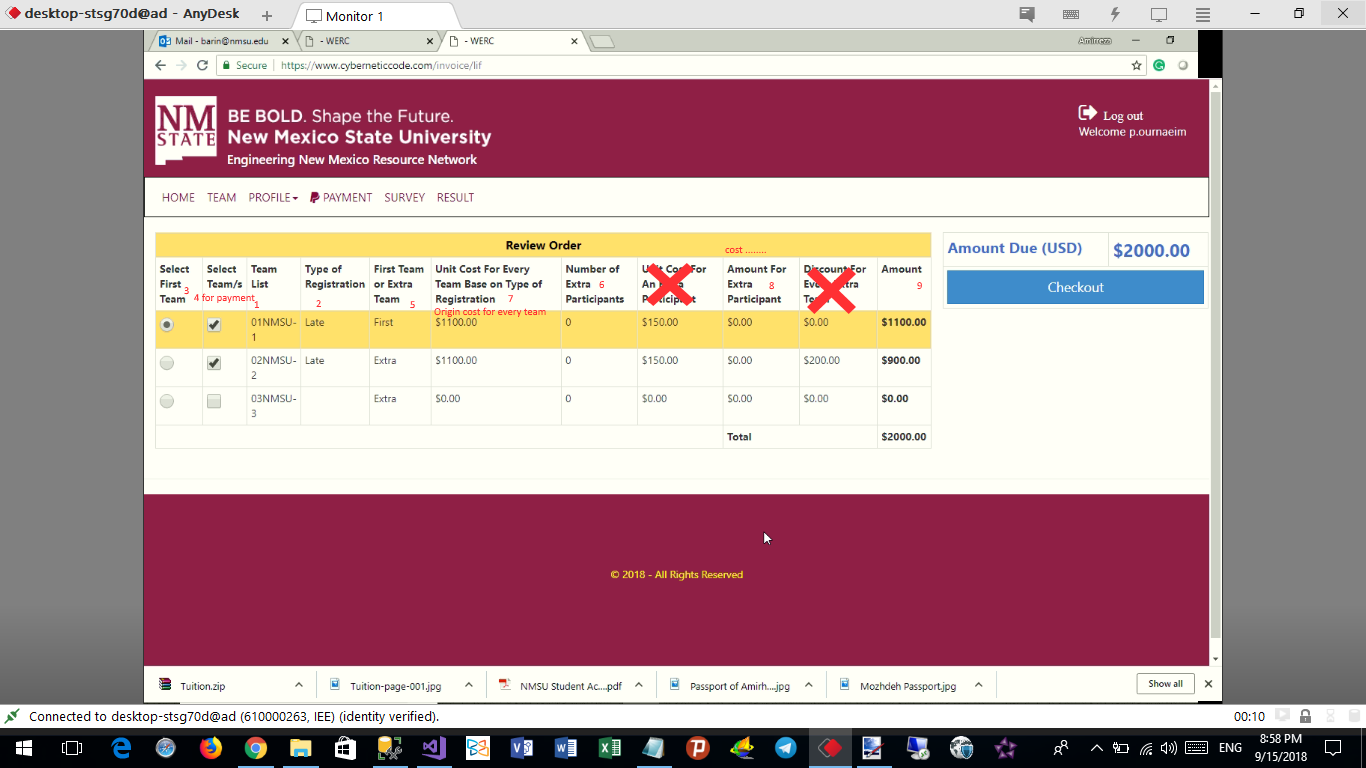 desktop-stsg70d@ad - AnyDesk
Monitor 1
Mail - barin@nmsu.edu
- WERC
- WERC
Amirreza
Secure
https://www.cyberneticcode.com/invoice/lif
NM
STATE
BE BOLD. Shape the Future.
New Mexico State University
Engineering New Mexico Resource Network
Log out
Welcome p.ournaeim
HOME TEAM PROFILE PAYMENT SURVEY RESULT
Review Order
cost ........
Select First Team
3
Select Team/s
4 for payment
Team List
1
Type of Registration
2
First Team or Extra Team
5
Unit Cost For Every Team Base on Type of Registration
7
Origin cost for every team
Number of Extra Participants
6
Unit Cost For An Extra Participant
Amount For Extra Participant
8
Discount For Every Extra Team
Amount
9
01NMSU-1 Late First $1100.00 0 $150.00 $0.00 $0.00 $1100.00
02NMSU-2 Late Extra $1100.00 0 $150.00 $0.00 $200.00 $900.00
03NMSU-3 Extra $0.00 0 $0.00 $0.00 $0.00 $0.00
Total $2000.00
Amount Due (USD) $2000.00
Checkout
© 2018 - All Rights Reserved
Tuition.zip
Tuition-page-001.jpg
NMSU Student Ac....pdf
Passport of Amirh....jpg
Mozhdeh Passport.jpg
Show all
Connected to desktop-stsg70d@ad (610000263, IEE) (identity verified).
00:10
ENG
8:58 PM
9/15/2018